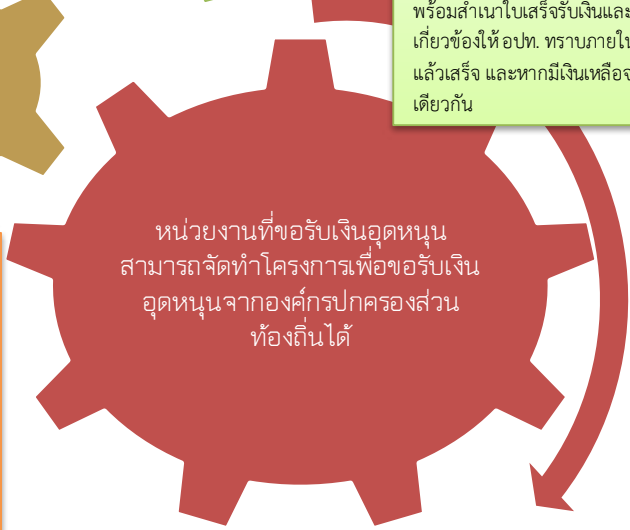 พร้อมสำเนาใบเสร็จรับเงินและ
เกี่ยวข้องให้ อปท. ทราบภายใน
แล้วเสร็จ และหากมีเงินเหลือจ
เดียวกัน
หน่วยงานที่ขอรับเงินอุดหนุน
สามารถจัดทำโครงการเพื่อขอรับเงิน
อุดหนุนจากองค์กรปกครองส่วน
ท้องถิ่นได้